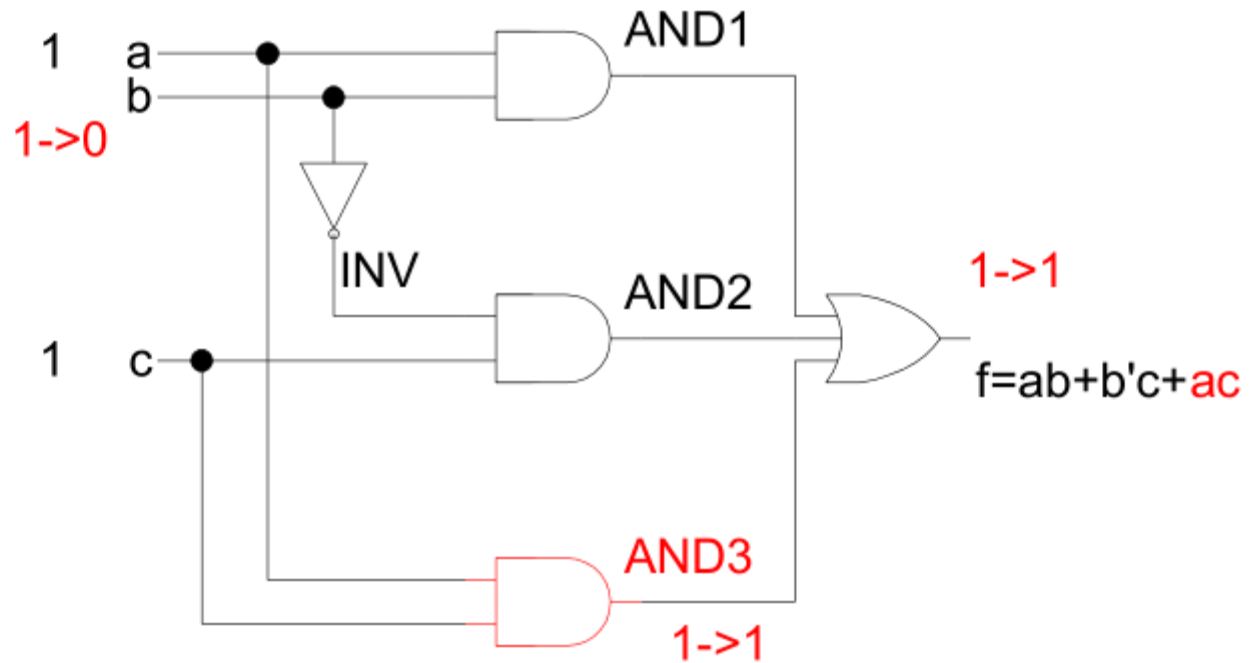 1 a
b
1->0
AND1
INV
AND2
1 c
1->1
f=ab+b'c+ac
AND3
1->1